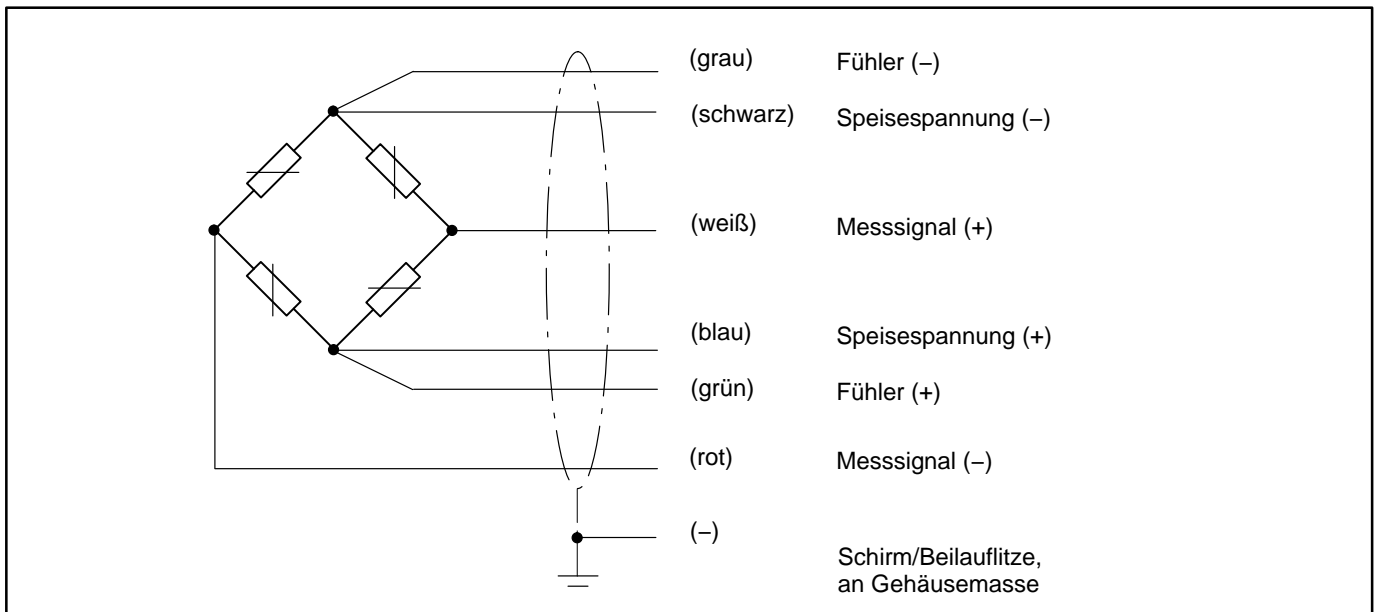 (grau) Fühler (–)
(schwarz) Speisespannung (–)
(weiß) Messsignal (+)
(blau) Speisespannung (+)
(grün) Fühler (+)
(rot) Messsignal (–)
(–)
Schirm/Beilauflitze,
an Gehäusemasse